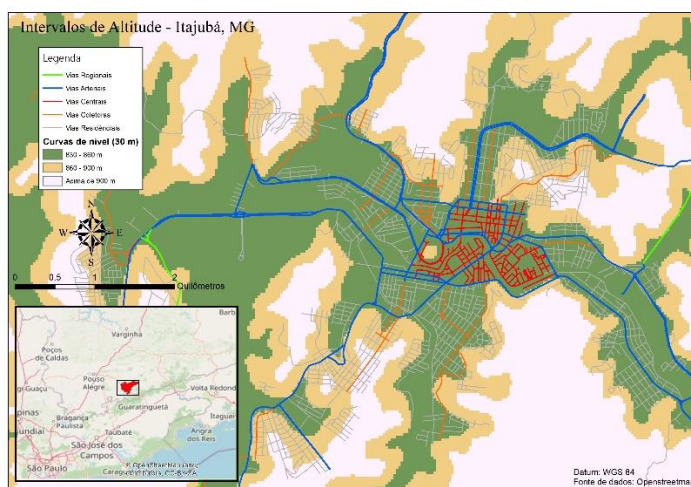 Intervalos de Altitude - Itajubá, MG
Legenda
Vias Regionais
Vias Arteriais
Vias Centrais
Vias Coletoras
Vias Residenciais
Curvas de nível (30 m)
830 - 860 m
860 - 900 m
Acima de 900 m
N
W E
S
0 0.5 1 2
Quilômetros
Varginha
Poços de Caldas
Pouso Alegre
Volta Redond
Guaratinguetá
Bragança Paulista
Taubaté
Angra dos Reis
São José dos Campos
São Paulo
Datum: WGS 84
Fonte de dados: Openstreetma